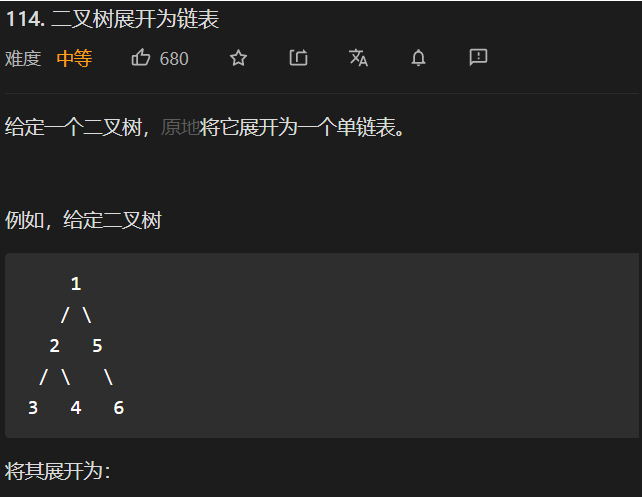 114. 二叉树展开为链表
难度 中等 680
给定一个二叉树，原地将它展开为一个单链表。
例如，给定二叉树
1
/ \
2 5
/ \ \
3 4 6
将其展开为：